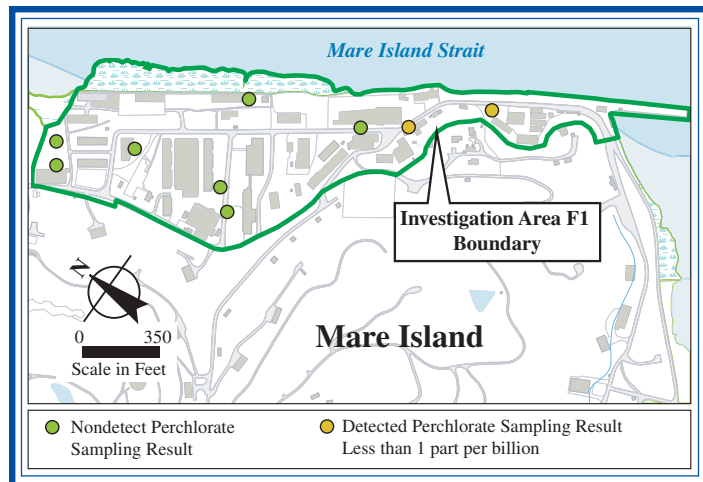 Mare Island Strait
Investigation Area F1
Boundary
N
0 350
Scale in Feet
Mare Island
Nondetect Perchlorate
Sampling Result
Detected Perchlorate Sampling Result
Less than 1 part per billion